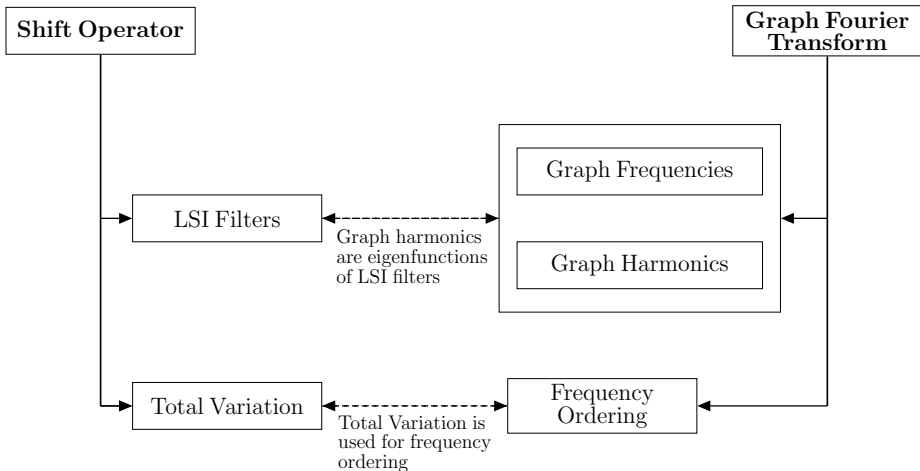 Shift Operator
Graph Fourier
Transform
Graph Frequencies
LSI Filters
Graph harmonics
are eigenfunctions
of LSI filters
Graph Harmonics
Total Variation
Total Variation is
used for frequency
ordering
Frequency
Ordering